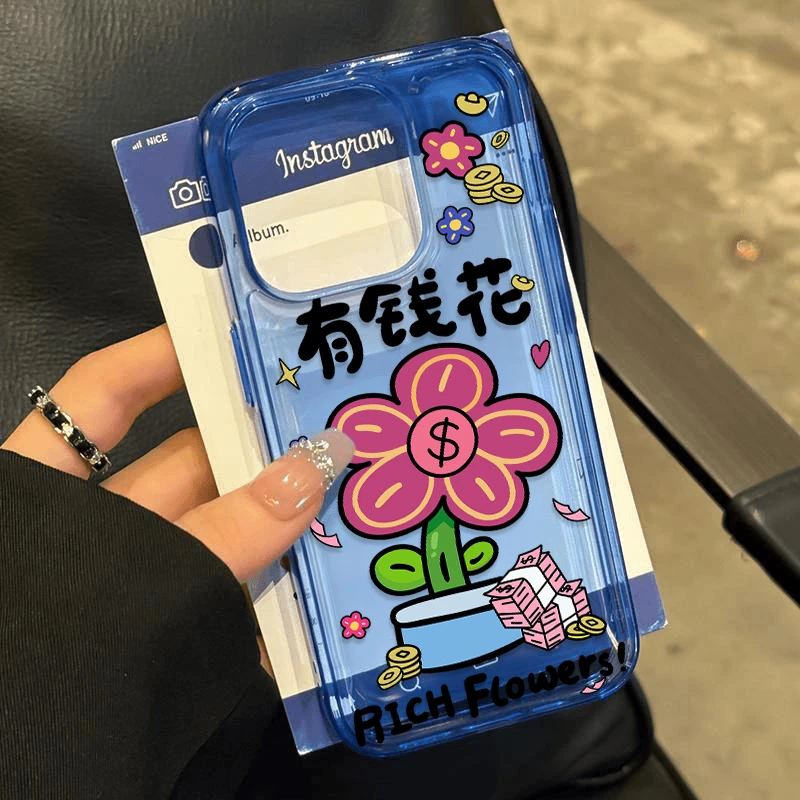 NICE
Instagram
Album.
有钱花
$
RICH Flowers!